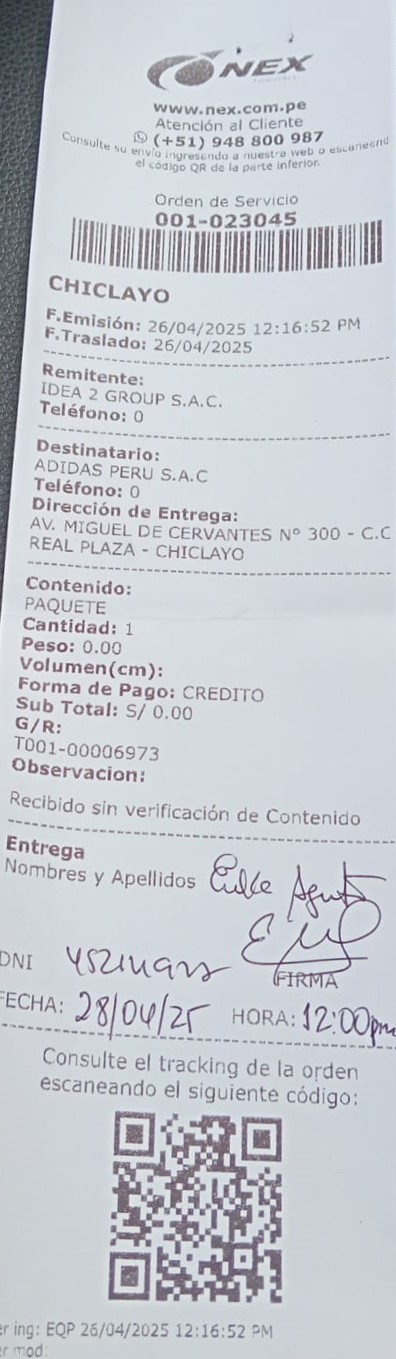 NEX
www.nex.com.pe
Atención al Cliente
(+51) 948 800 987
Consulte su envío ingresando a nuestra web o escaneand
el código QR de la parte inferior.
Orden de Servicio
001-023045
CHICLAYO
F.Emisión: 26/04/2025 12:16:52 PM
F.Traslado: 26/04/2025
Remitente:
IDEA 2 GROUP S.A.C.
Teléfono: 0
Destinatario:
ADIDAS PERU S.A.C
Teléfono: 0
Dirección de Entrega:
AV. MIGUEL DE CERVANTES N° 300 - C.C
REAL PLAZA - CHICLAYO
Contenido:
PAQUETE
Cantidad: 1
Peso: 0.00
Volumen(cm):
Forma de Pago: CREDITO
Sub Total: S/ 0.00
G/R:
T001-00006973
Observacion:
Recibido sin verificación de Contenido
Entrega
Nombres y Apellidos
DNI
FIRMA
FECHA: 28/04/25 HORA: 12:00pm
Consulte el tracking de la orden
escaneando el siguiente código:
er ing: EQP 26/04/2025 12:16:52 PM
er mod: